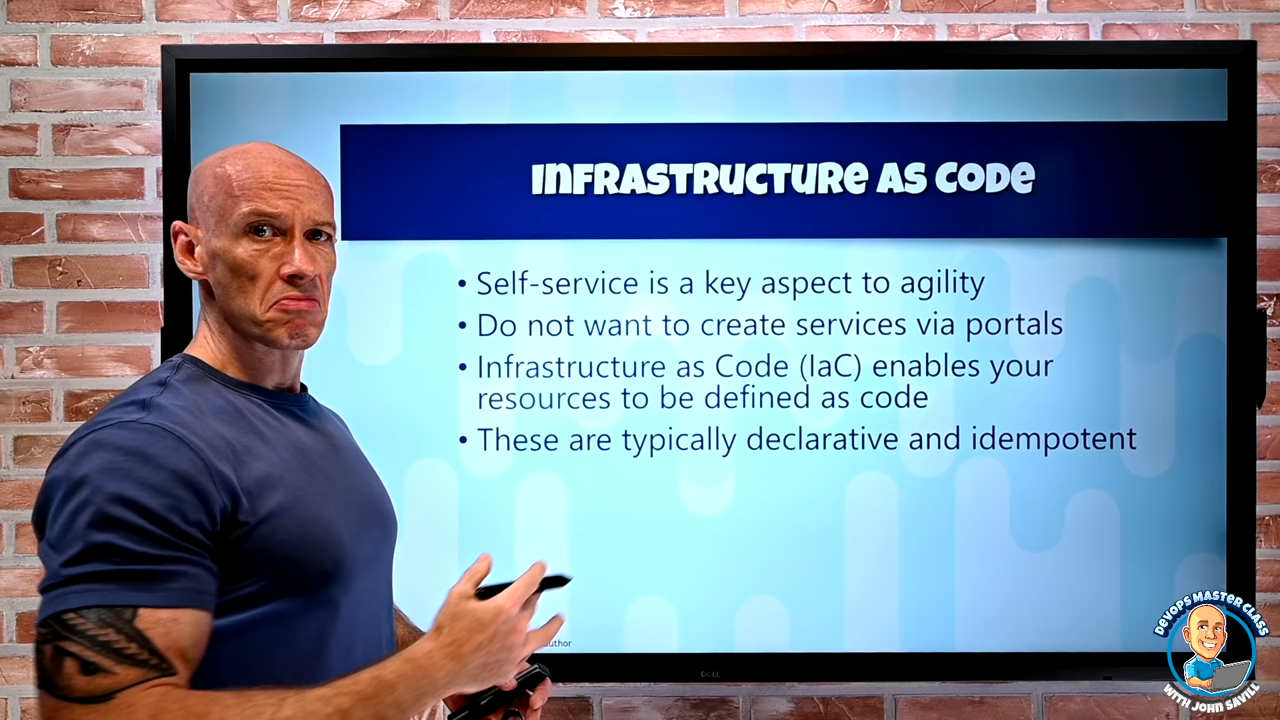 INFRASTRUCTURE AS CODE
• Self-service is a key aspect to agility
• Do not want to create services via portals
• Infrastructure as Code (IaC) enables your
resources to be defined as code
• These are typically declarative and idempotent
author
DELL
DEVOPS MASTER CLASS
WITH JOHN SAVILL